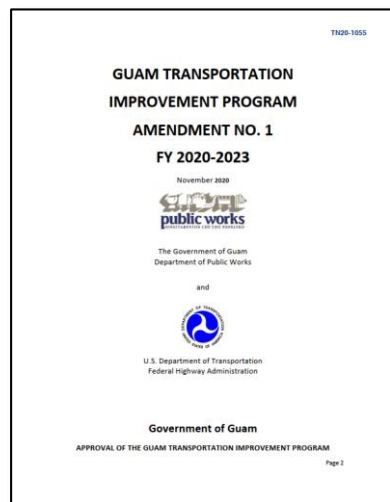 TN20-1055
GUAM TRANSPORTATION
IMPROVEMENT PROGRAM
AMENDMENT NO. 1
FY 2020-2023
November 2020
public works
The Government of Guam
Department of Public Works
and
U.S. Department of Transportation
Federal Highway Administration
Government of Guam
APPROVAL OF THE GUAM TRANSPORTATION IMPROVEMENT PROGRAM
Page 2